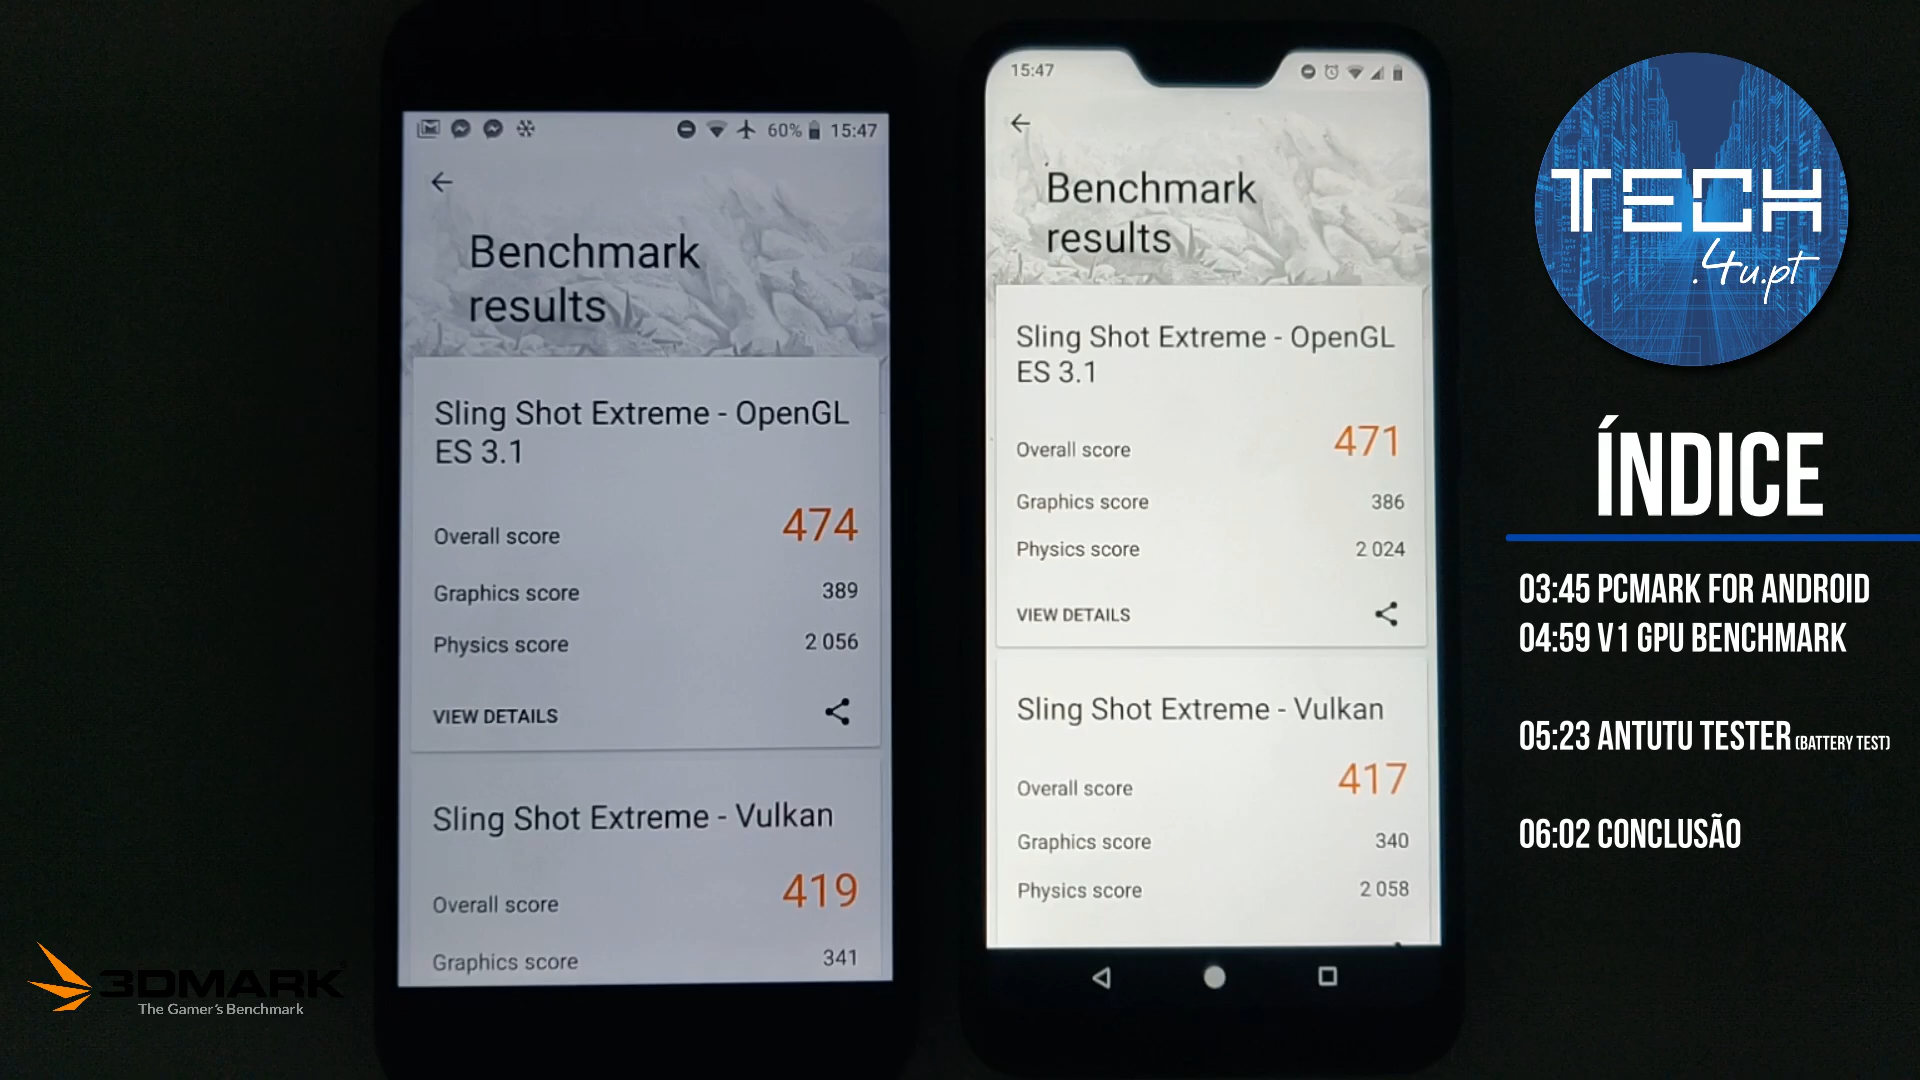 60% 15:47
Benchmark
results
Sling Shot Extreme - OpenGL
ES 3.1
Overall score 474
Graphics score 389
Physics score 2 056
VIEW DETAILS
Sling Shot Extreme - Vulkan
Overall score 419
Graphics score 341
15:47
Benchmark
results
Sling Shot Extreme - OpenGL
ES 3.1
Overall score 471
Graphics score 386
Physics score 2 024
VIEW DETAILS
Sling Shot Extreme - Vulkan
Overall score 417
Graphics score 340
Physics score 2 058
TECH
.4u.pt
ÍNDICE
03:45 PCMARK FOR ANDROID
04:59 V1 GPU BENCHMARK
05:23 ANTUTU TESTER (BATTERY TEST)
06:02 CONCLUSÃO
3DMARK
The Gamer's Benchmark